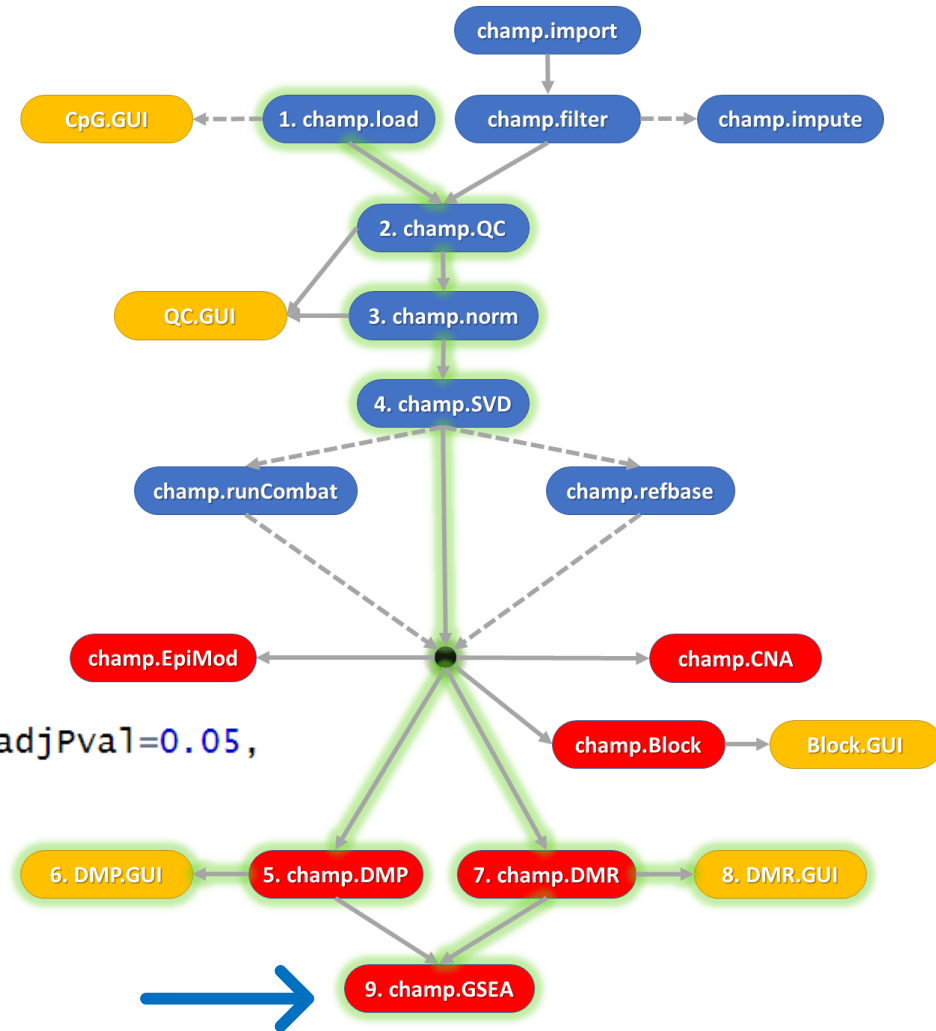 champ.import
CpG.GUI
1. champ.load
champ.filter
champ.impute
2. champ.QC
QC.GUI
3. champ.norm
4. champ.SVD
champ.runCombat
champ.refbase
champ.EpiMod
champ.CNA
adjPval=0.05,
champ.Block
Block.GUI
6. DMP.GUI
5. champ.DMP
7. champ.DMR
8. DMR.GUI
9. champ.GSEA